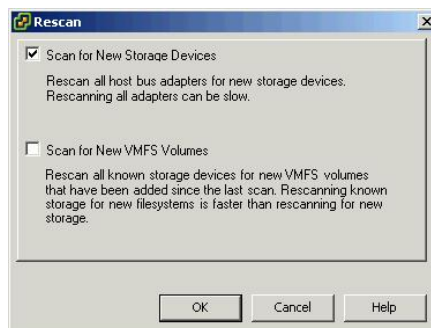 Rescan
Scan for New Storage Devices
Rescan all host bus adapters for new storage devices.
Rescanning all adapters can be slow.
Scan for New VMFS Volumes
Rescan all known storage devices for new VMFS volumes
that have been added since the last scan. Rescanning known
storage for new filesystems is faster than rescanning for new
storage.
OK
Cancel
Help